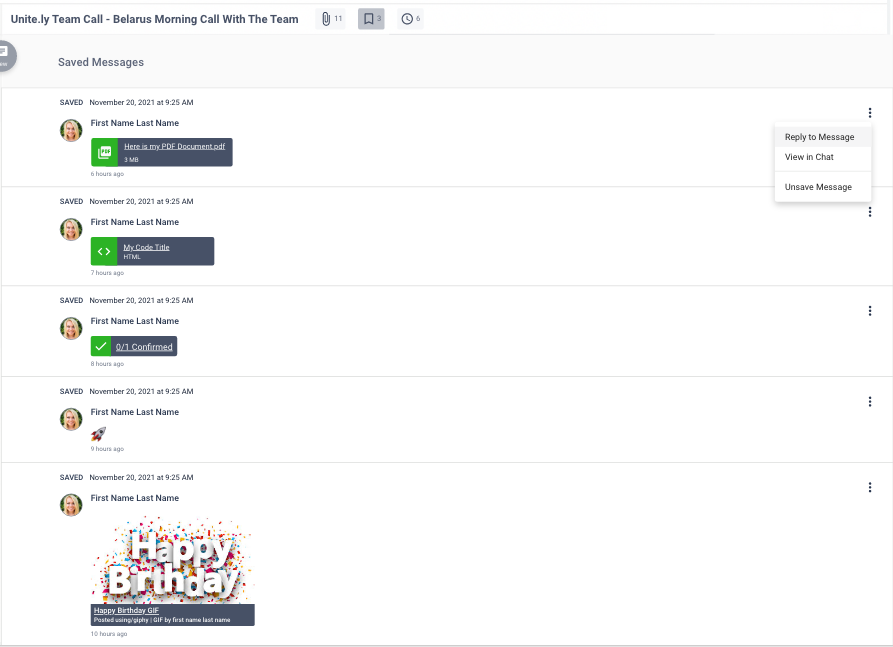 Unite.ly Team Call - Belarus Morning Call With The Team 11 3 6
Saved Messages
SAVED November 20, 2021 at 9:25 AM
First Name Last Name
PDF
Here is my PDF Document.pdf
3 MB
6 hours ago
Reply to Message
View in Chat
Unsave Message
SAVED November 20, 2021 at 9:25 AM
First Name Last Name
My Code Title
HTML
7 hours ago
SAVED November 20, 2021 at 9:25 AM
First Name Last Name
0/1 Confirmed
8 hours ago
SAVED November 20, 2021 at 9:25 AM
First Name Last Name
9 hours ago
SAVED November 20, 2021 at 9:25 AM
First Name Last Name
Happy
Birthday
Happy Birthday GIF
Posted using/giphy | GIF by first name last name
10 hours ago